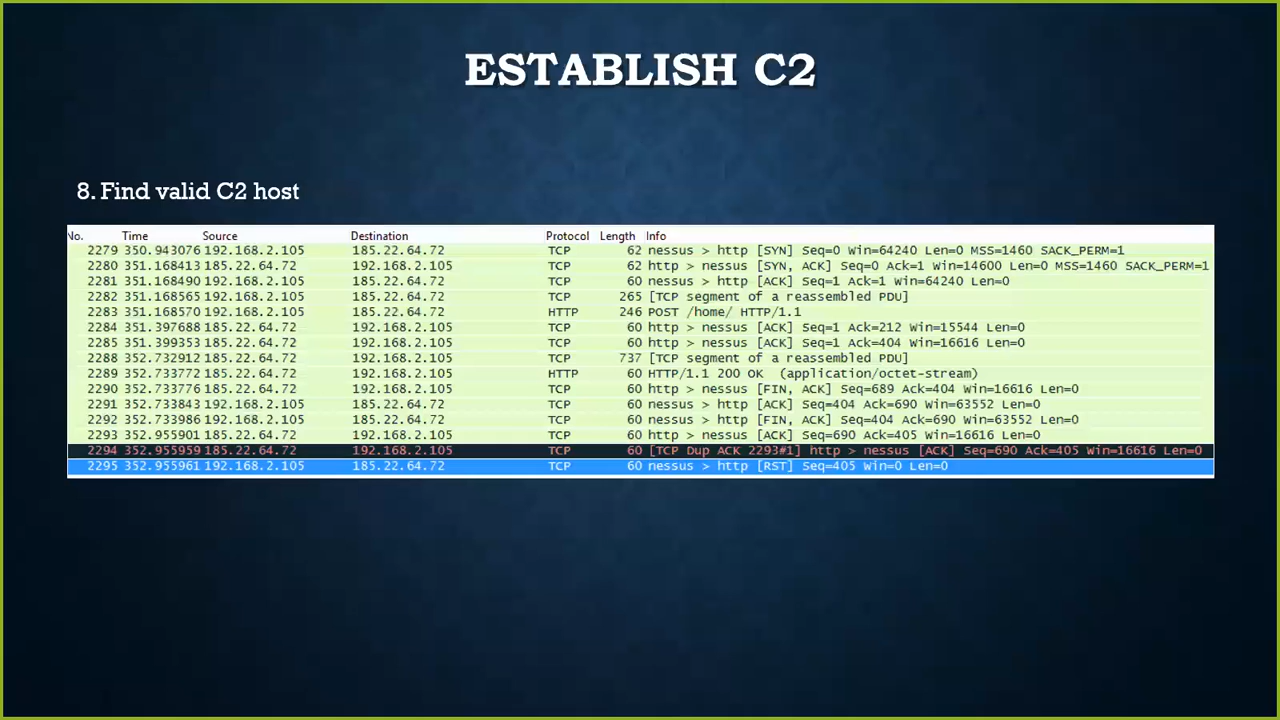 ESTABLISH C2
8. Find valid C2 host
No. Time Source Destination Protocol Length Info
2279 350.943076 192.168.2.105 185.22.64.72 TCP 62 nessus > http [SYN] Seq=0 Win=64240 Len=0 MSS=1460 SACK_PERM=1
2280 351.168413 185.22.64.72 192.168.2.105 TCP 62 http > nessus [SYN, ACK] Seq=0 Ack=1 Win=14600 Len=0 MSS=1460 SACK_PERM=1
2281 351.168490 192.168.2.105 185.22.64.72 TCP 60 nessus > http [ACK] Seq=1 Ack=1 Win=64240 Len=0
2282 351.168565 192.168.2.105 185.22.64.72 TCP 265 [TCP segment of a reassembled PDU]
2283 351.168570 192.168.2.105 185.22.64.72 HTTP 246 POST /home/ HTTP/1.1
2284 351.397688 185.22.64.72 192.168.2.105 TCP 60 http > nessus [ACK] Seq=1 Ack=212 Win=15544 Len=0
2285 351.399353 185.22.64.72 192.168.2.105 TCP 60 http > nessus [ACK] Seq=1 Ack=404 Win=16616 Len=0
2288 352.732912 185.22.64.72 192.168.2.105 TCP 737 [TCP segment of a reassembled PDU]
2289 352.733772 185.22.64.72 192.168.2.105 HTTP 60 HTTP/1.1 200 OK (application/octet-stream)
2290 352.733776 185.22.64.72 192.168.2.105 TCP 60 http > nessus [FIN, ACK] Seq=689 Ack=404 Win=16616 Len=0
2291 352.733843 192.168.2.105 185.22.64.72 TCP 60 nessus > http [ACK] Seq=404 Ack=690 Win=63552 Len=0
2292 352.733986 192.168.2.105 185.22.64.72 TCP 60 nessus > http [FIN, ACK] Seq=404 Ack=690 Win=63552 Len=0
2293 352.955901 185.22.64.72 192.168.2.105 TCP 60 http > nessus [ACK] Seq=690 Ack=405 Win=16616 Len=0
2294 352.955959 185.22.64.72 192.168.2.105 TCP 60 [TCP Dup ACK 2293#1] http > nessus [ACK] Seq=690 Ack=405 Win=16616 Len=0
2295 352.955961 192.168.2.105 185.22.64.72 TCP 60 nessus > http [RST] Seq=405 Win=0 Len=0